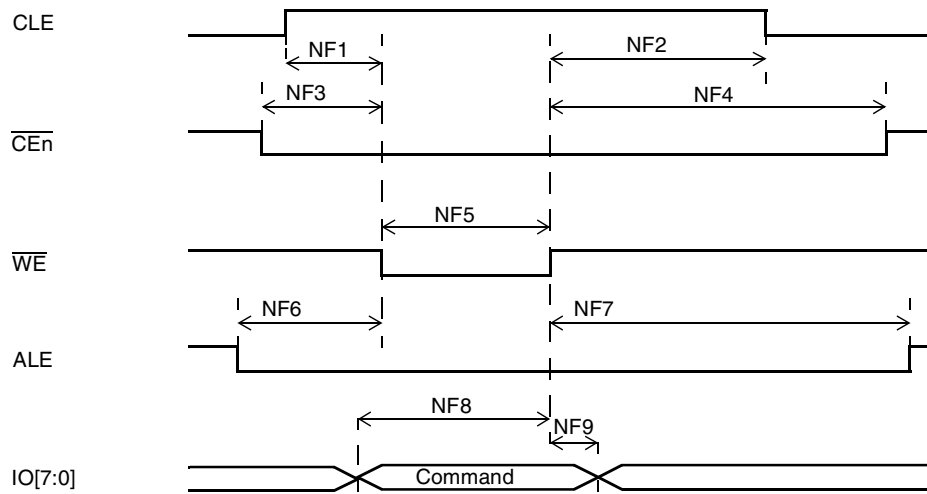 CLE
NF1
NF2
NF3
NF4
CEn
NF5
WE
NF6
NF7
ALE
NF8
NF9
IO[7:0]
Command